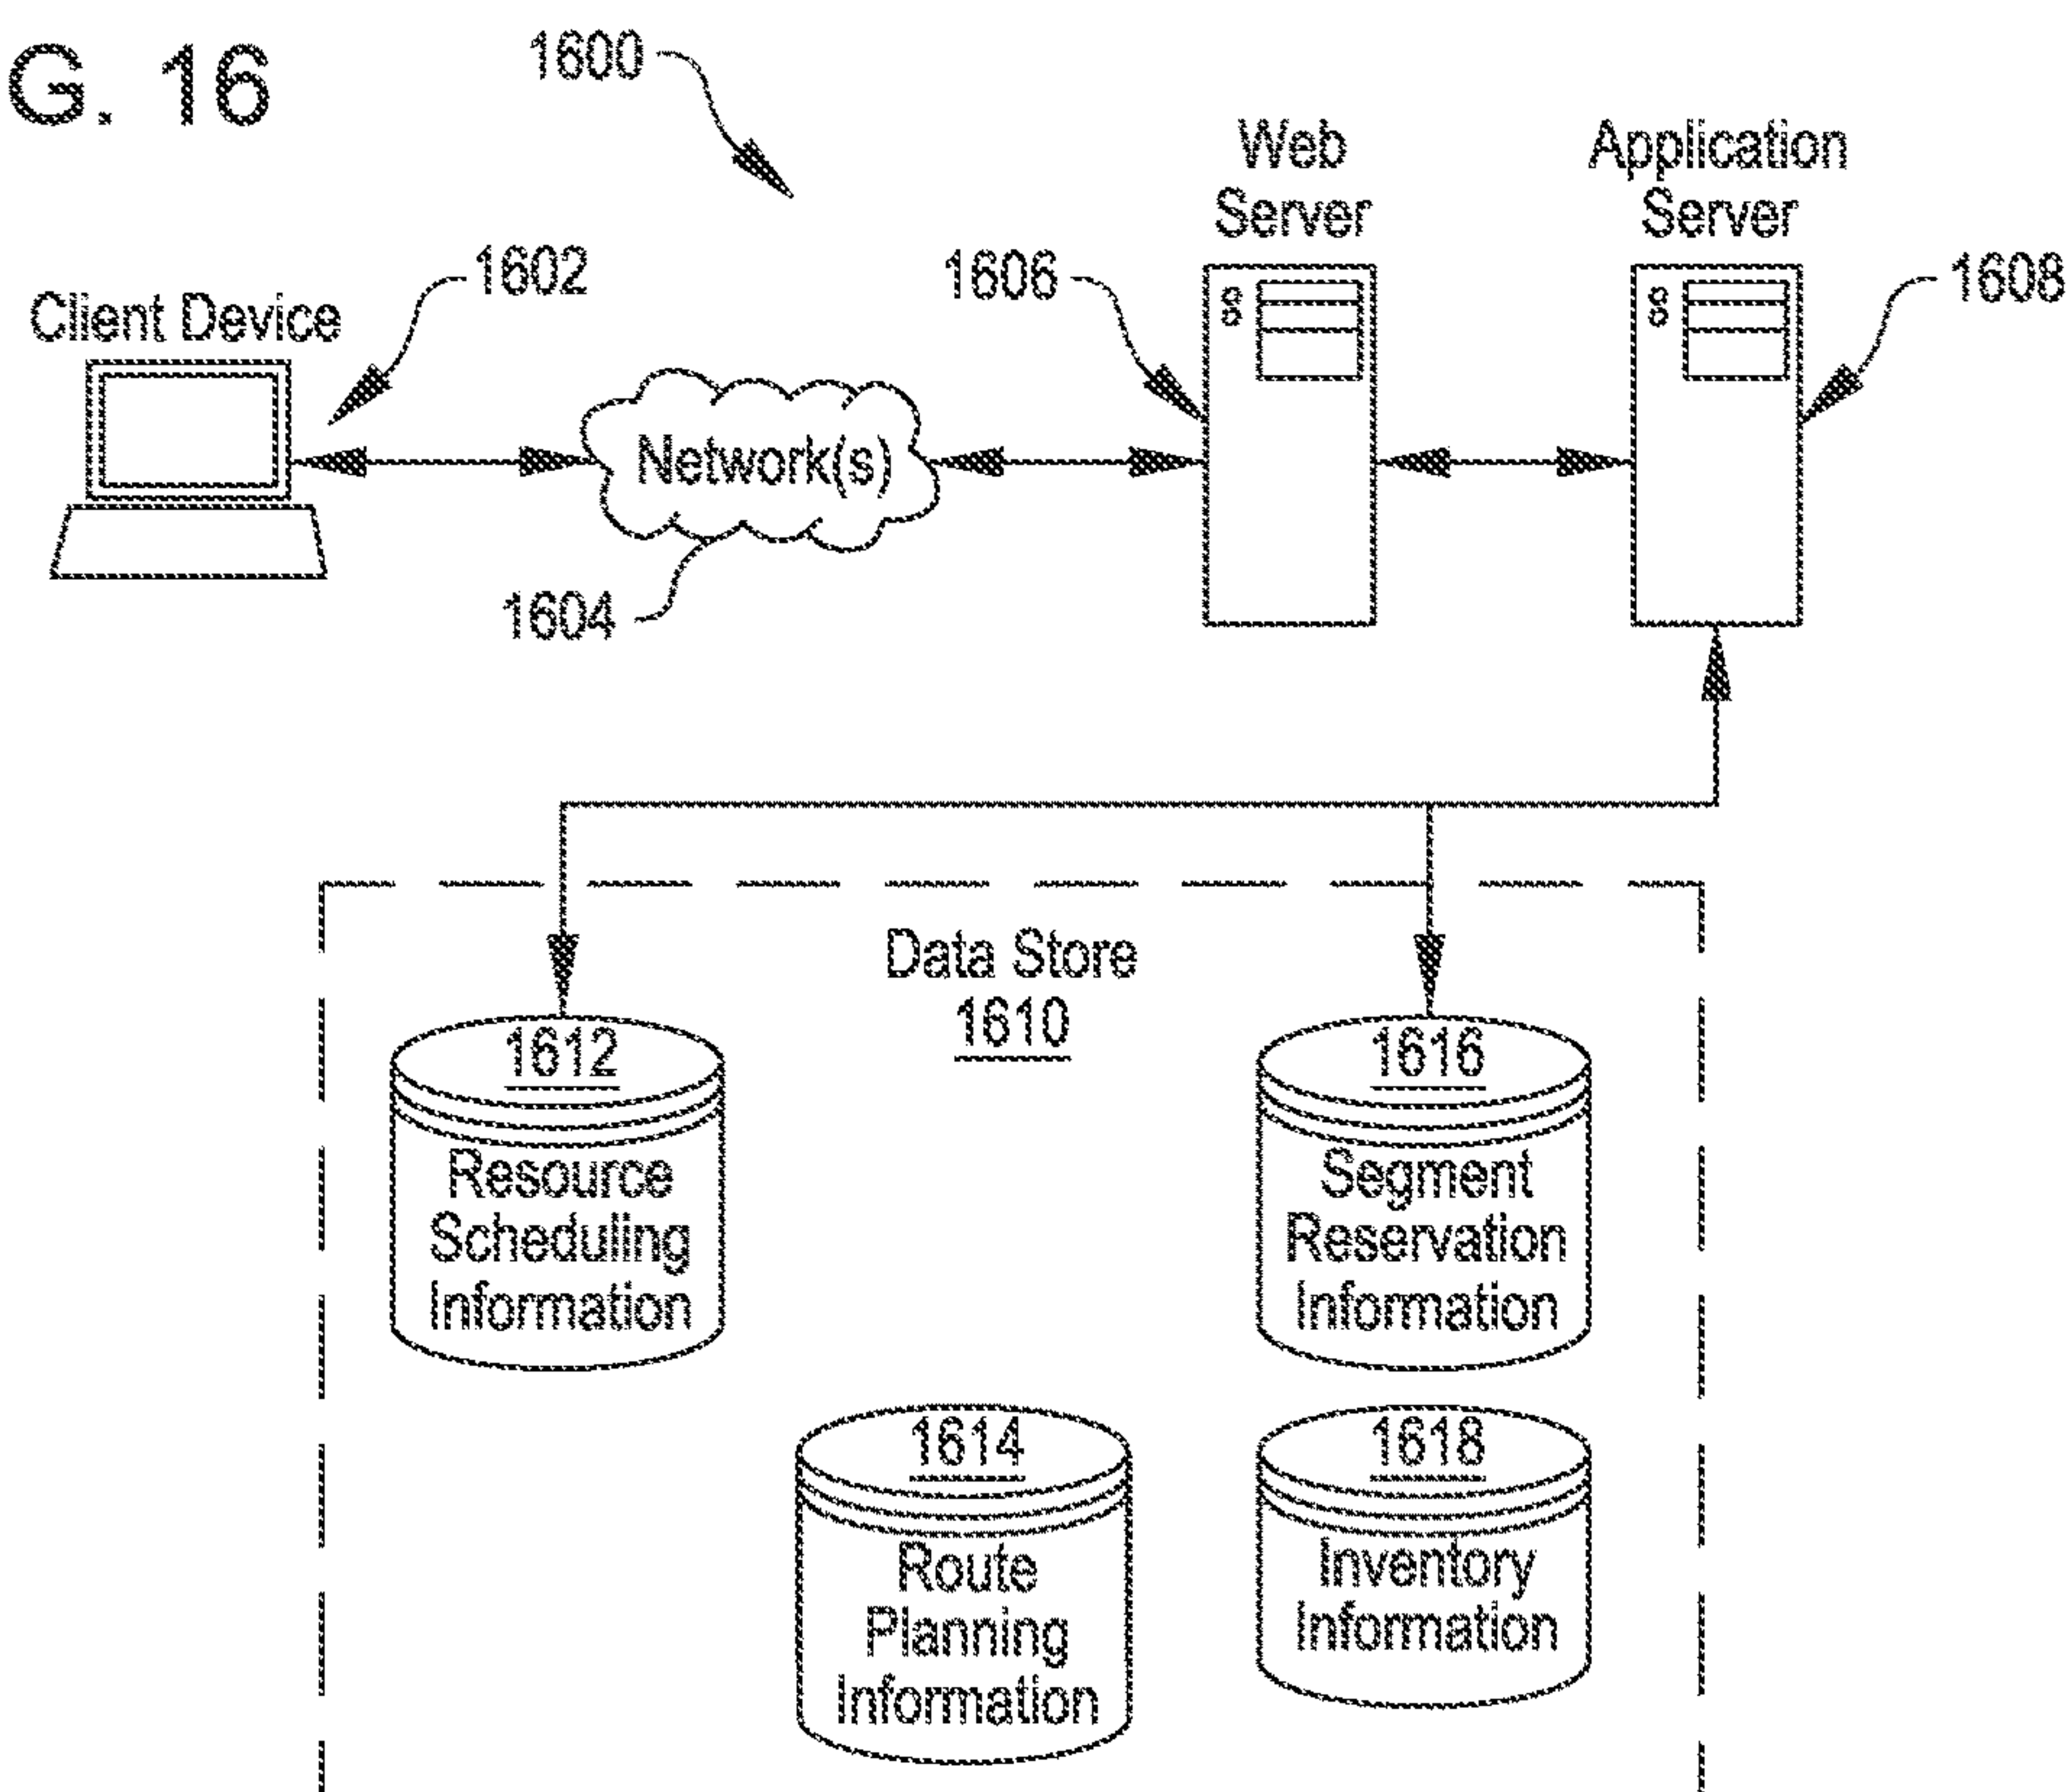 G. 16
1600
Web
Server
Application
Server
1602
1606
1608
Client Device
Network(s)
1604
Data Store
1610
1612
Resource
Scheduling
Information
1616
Segment
Reservation
Information
1614
Route
Planning
Information
1618
Inventory
Information